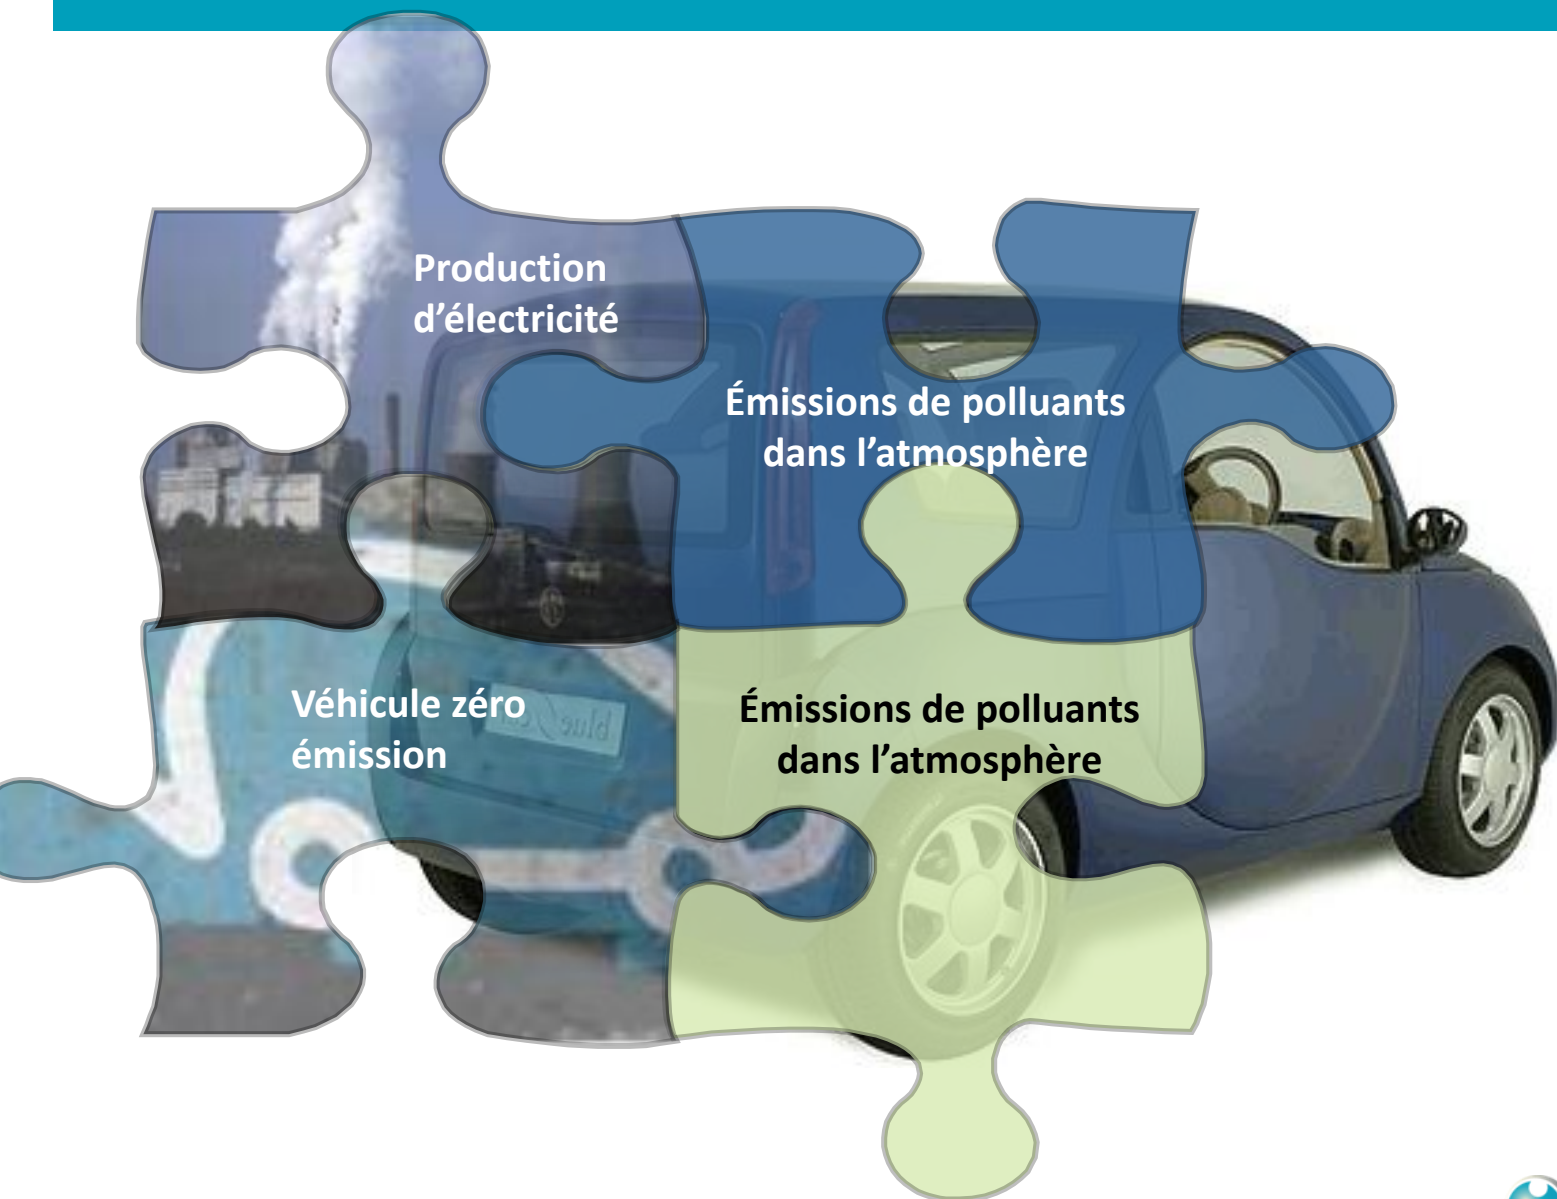 Production
d’électricité
Émissions de polluants
dans l’atmosphère
Véhicule zéro
émission
Émissions de polluants
dans l’atmosphère